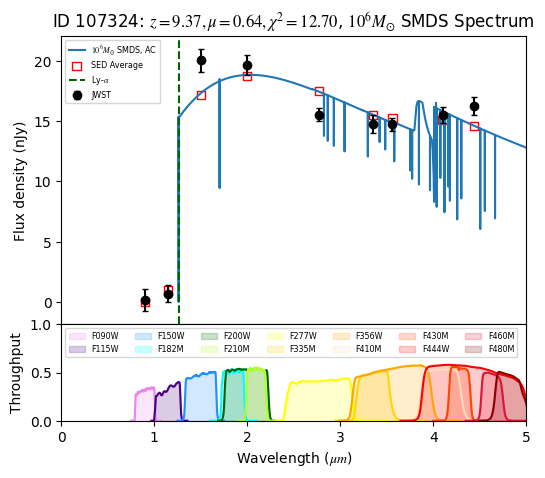 ID 107324: z = 9.37, μ = 0.64, χ² = 12.70, 10⁶M⊙ SMDS Spectrum
10⁶M⊙ SMDS, AC
SED Average
Ly-α
JWST
Flux density (nJy)
20
15
10
5
0
1.0
0.5
0.0
Throughput
F090W F150W F200W F277W F356W F430M F460M
F115W F182M F210M F335M F410M F444W F480M
0 1 2 3 4 5
Wavelength (μm)